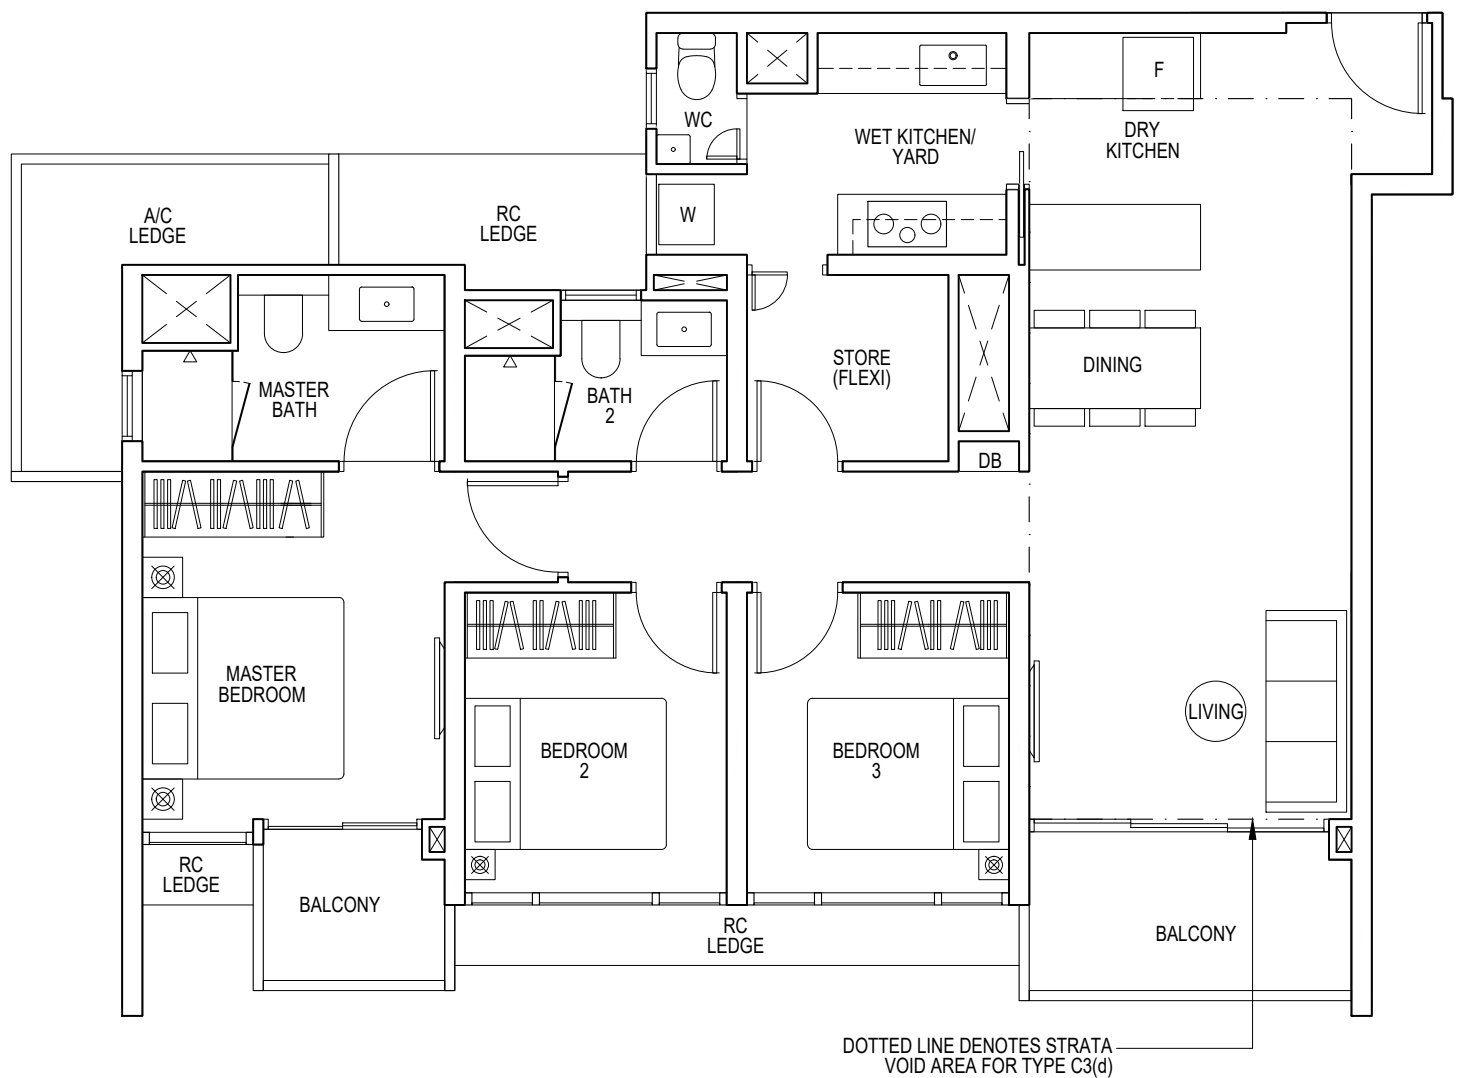 F
WC
WET KITCHEN/
YARD
DRY
KITCHEN
A/C
LEDGE
RC
LEDGE
W
STORE
(FLEXI)
DINING
MASTER
BATH
BATH
2
DB
MASTER
BEDROOM
LIVING
BEDROOM
2
BEDROOM
3
RC
LEDGE
BALCONY
RC
LEDGE
BALCONY
DOTTED LINE DENOTES STRATA
VOID AREA FOR TYPE C3(d)